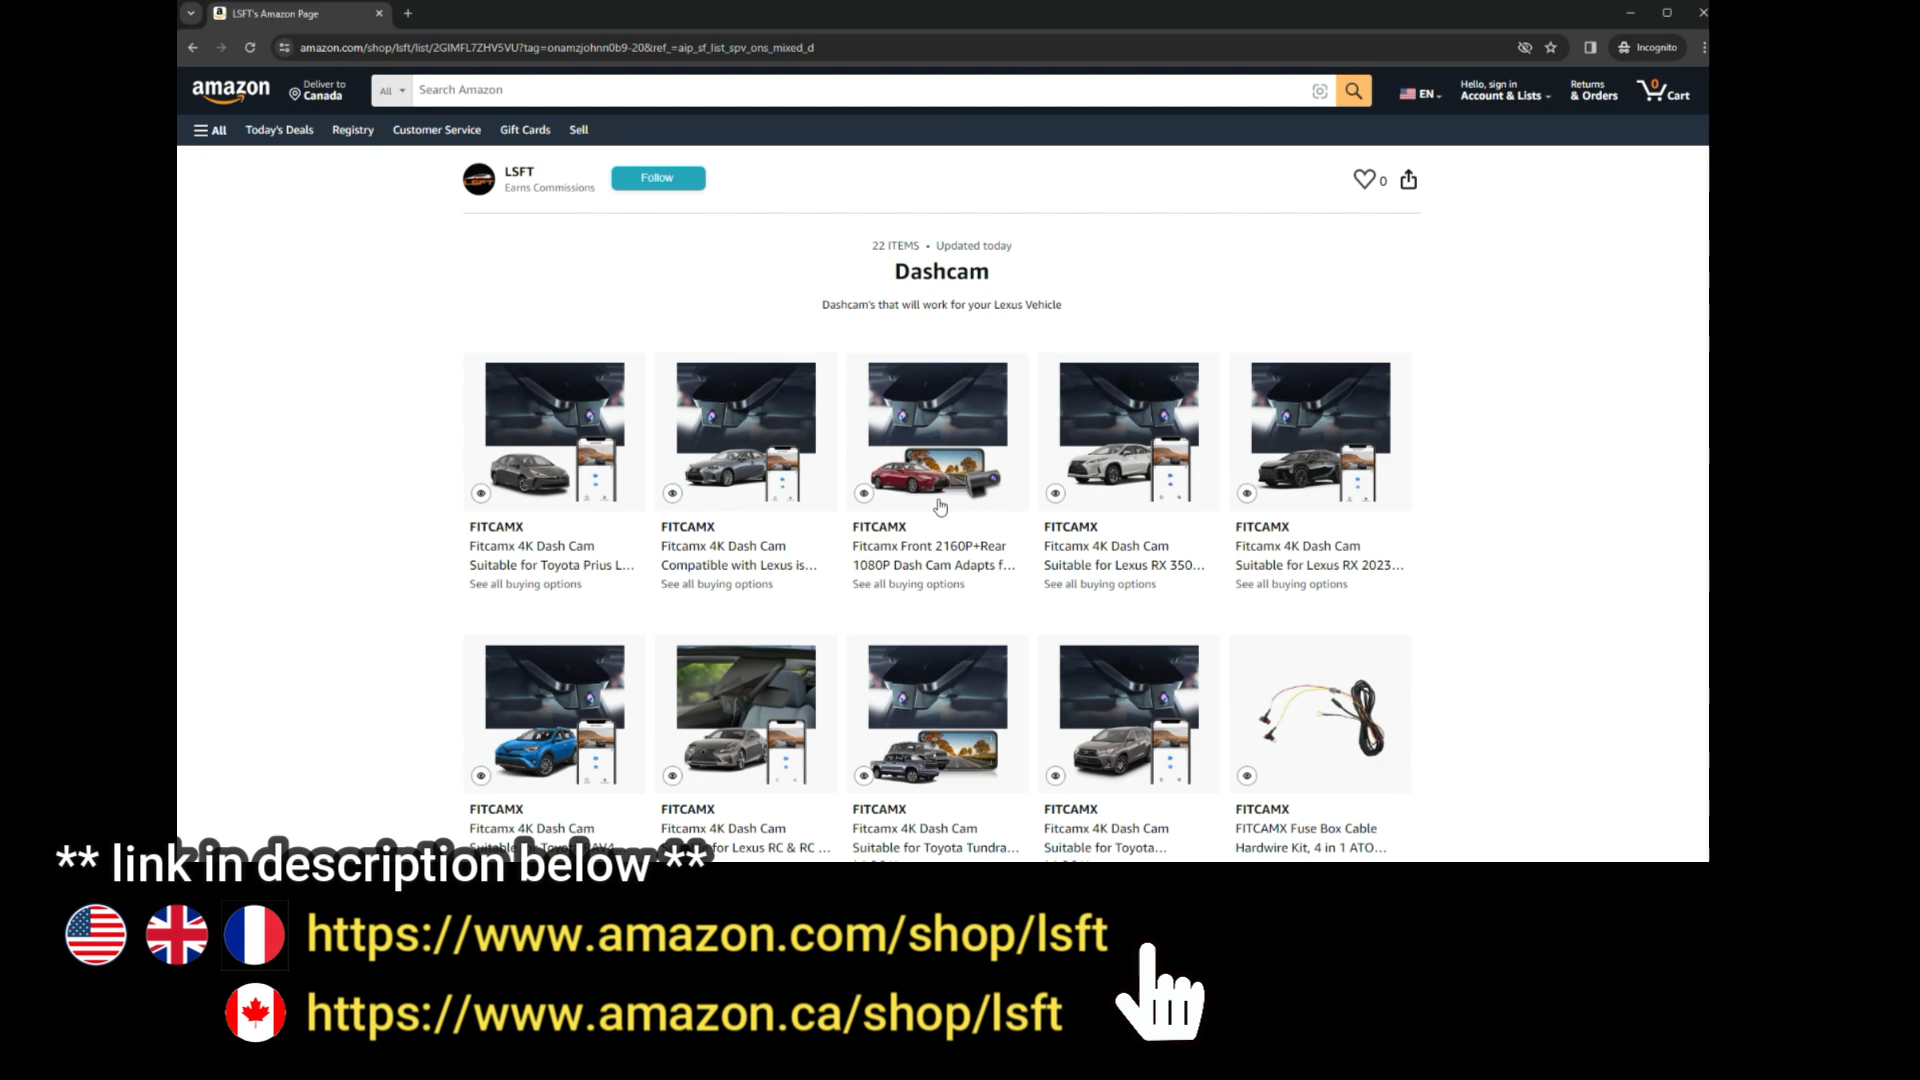 LSFT's Amazon Page
amazon.com/shop/lsft/list/2GIMFL7ZHV5VU?tag=onamzjohnn0b9-20&ref_=aip_sf_list_spv_ons_mixed_d
Incognito
amazon
Deliver to
Canada
All
Search Amazon
EN
Hello, sign in
Account & Lists
Returns
& Orders
0
Cart
All
Today's Deals
Registry
Customer Service
Gift Cards
Sell
LSFT
Earns Commissions
Follow
0
22 ITEMS • Updated today
Dashcam
Dashcam's that will work for your Lexus Vehicle
FITCAMX
Fitcamx 4K Dash Cam
Suitable for Toyota Prius L...
See all buying options
FITCAMX
Fitcamx 4K Dash Cam
Compatible with Lexus is...
See all buying options
FITCAMX
Fitcamx Front 2160P+Rear
1080P Dash Cam Adapts f...
See all buying options
FITCAMX
Fitcamx 4K Dash Cam
Suitable for Lexus RX 350...
See all buying options
FITCAMX
Fitcamx 4K Dash Cam
Suitable for Lexus RX 2023...
See all buying options
FITCAMX
Fitcamx 4K Dash Cam
FITCAMX
Fitcamx 4K Dash Cam
for Lexus RC & RC ...
FITCAMX
Fitcamx 4K Dash Cam
Suitable for Toyota Tundra...
FITCAMX
Fitcamx 4K Dash Cam
Suitable for Toyota...
FITCAMX
FITCAMX Fuse Box Cable
Hardwire Kit, 4 in 1 ATO...
** link in description below **
https://www.amazon.com/shop/lsft
https://www.amazon.ca/shop/lsft